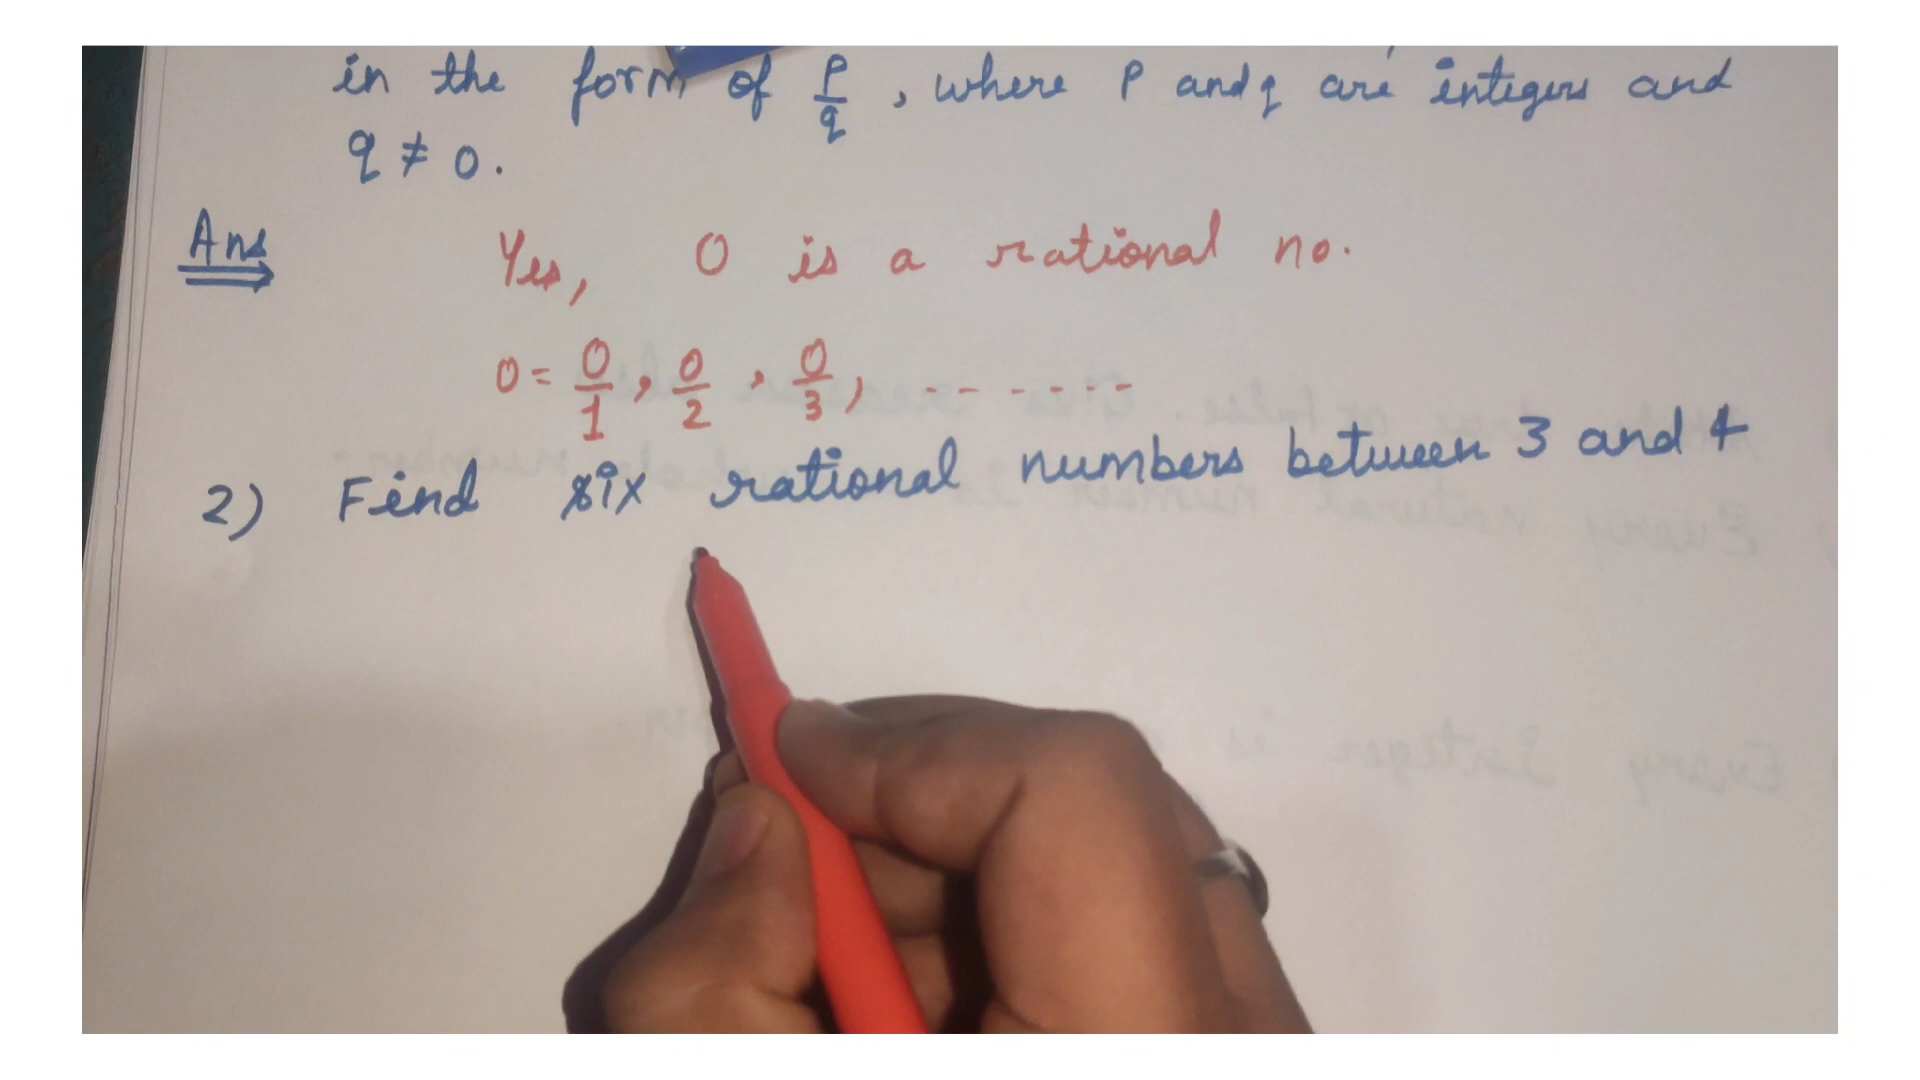 in the form of p/q, where p and q are integers and
q ≠ 0.
Ans Yes, 0 is a rational no.
0 = 0/1, 0/2, 0/3, - - - - - - -
2) Find six rational numbers between 3 and 4